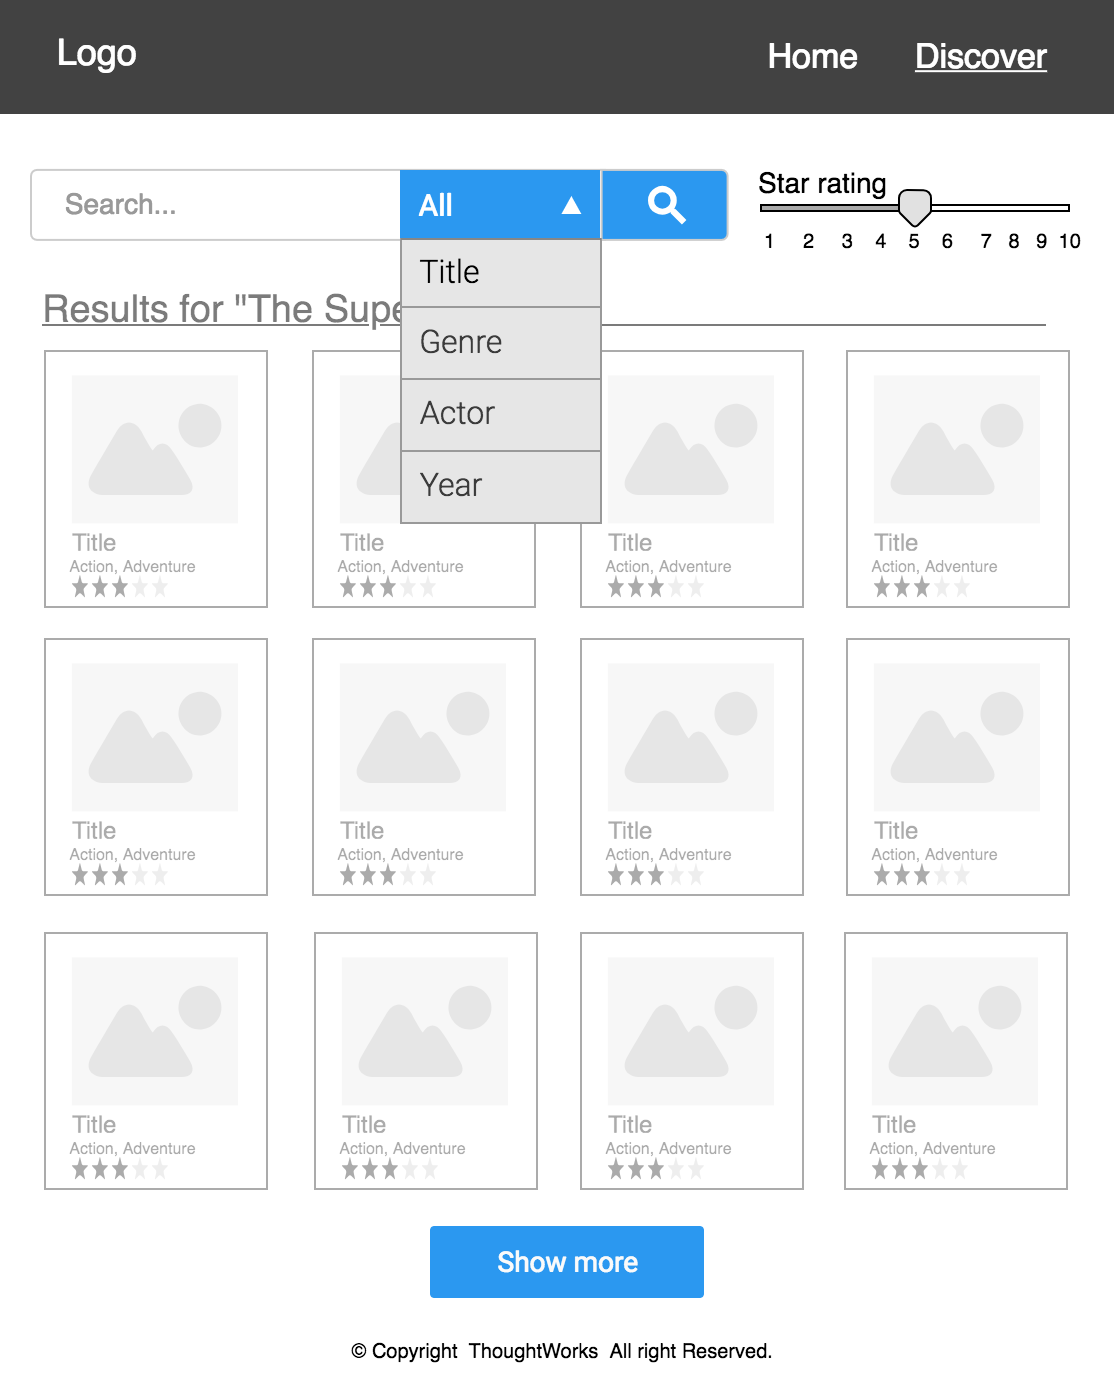 Logo Home Discover
Star rating
Search... All
1 2 3 4 5 6 7 8 9 10
Title
Results for "The
Genre
Actor
Year
Title Title Title Title
Action, Adventure Action, Adventure Action, Adventure Action, Adventure
Title Title Title Title
Action, Adventure Action, Adventure Action, Adventure Action, Adventure
Title Title Title Title
Action, Adventure Action, Adventure Action, Adventure Action, Adventure
Show more
© Copyright ThoughtWorks All right Reserved.